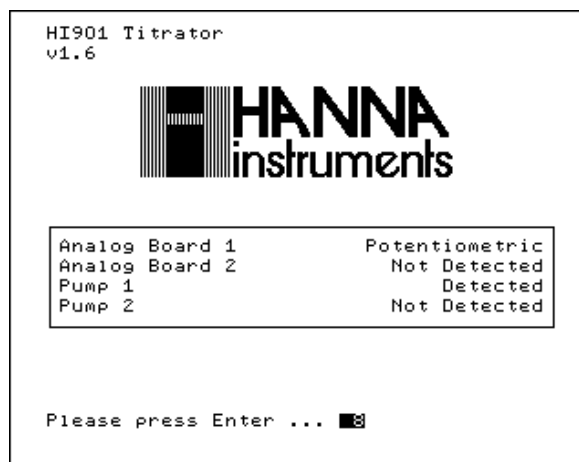 HI901 Titrator
v1.6
HANNA
instruments
Analog Board 1 Potentiometric
Analog Board 2 Not Detected
Pump 1 Detected
Pump 2 Not Detected
Please press Enter ... 8